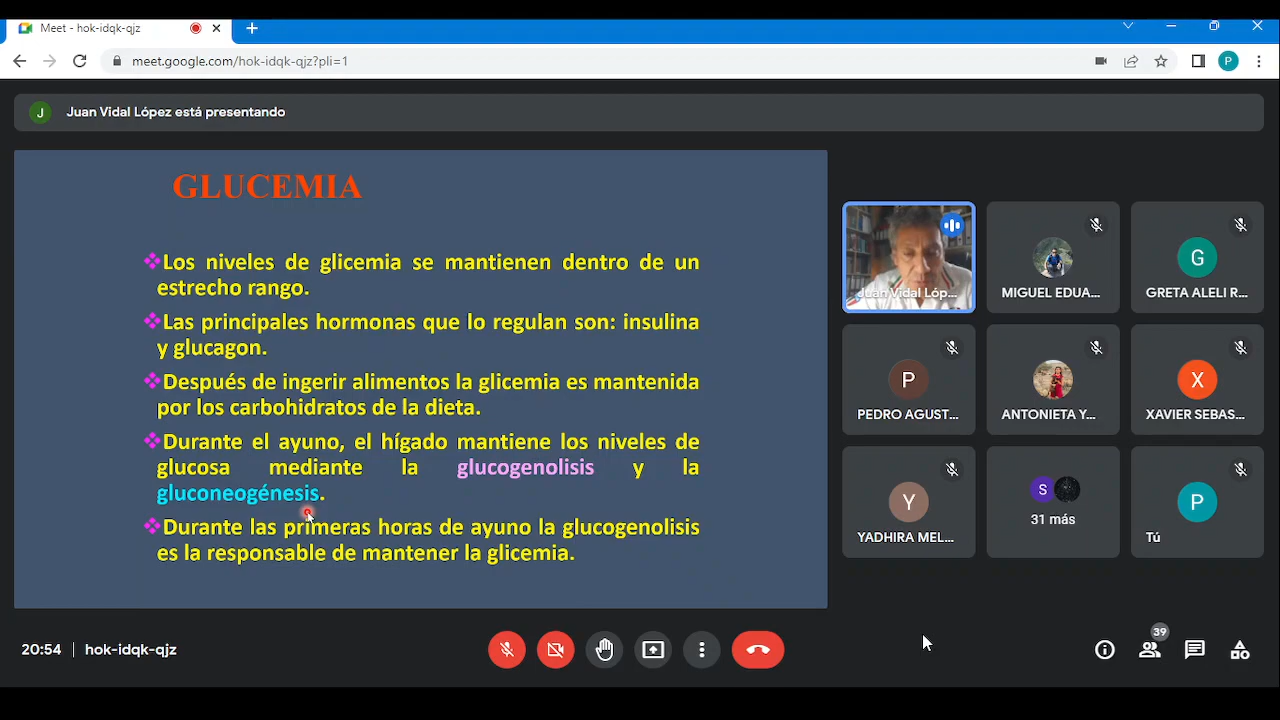 Meet - hok-idqk-qjz
meet.google.com/hok-idqk-qjz?pli=1
P
J
Juan Vidal López está presentando
GLUCEMIA
Los niveles de glicemia se mantienen dentro de un
estrecho rango.
Las principales hormonas que lo regulan son: insulina
y glucagon.
Después de ingerir alimentos la glicemia es mantenida
por los carbohidratos de la dieta.
Durante el ayuno, el hígado mantiene los niveles de
glucosa mediante la glucogenolisis y la
gluconeogénesis.
Durante las primeras horas de ayuno la glucogenolisis
es la responsable de mantener la glicemia.
Juan Vidal Lóp...
MIGUEL EDUA...
G
GRETA ALELI R...
P
PEDRO AGUST...
ANTONIETA Y...
X
XAVIER SEBAS...
Y
YADHIRA MEL...
S
31 más
P
Tú
20:54 | hok-idqk-qjz
39